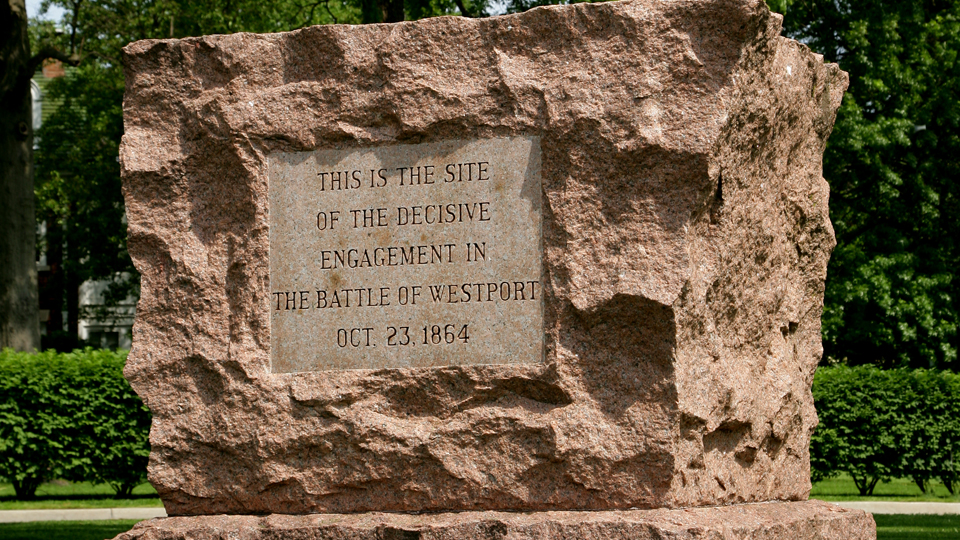 THIS IS THE SITE
OF THE DECISIVE
ENGAGEMENT IN
THE BATTLE OF WESTPORT
OCT. 23, 1864